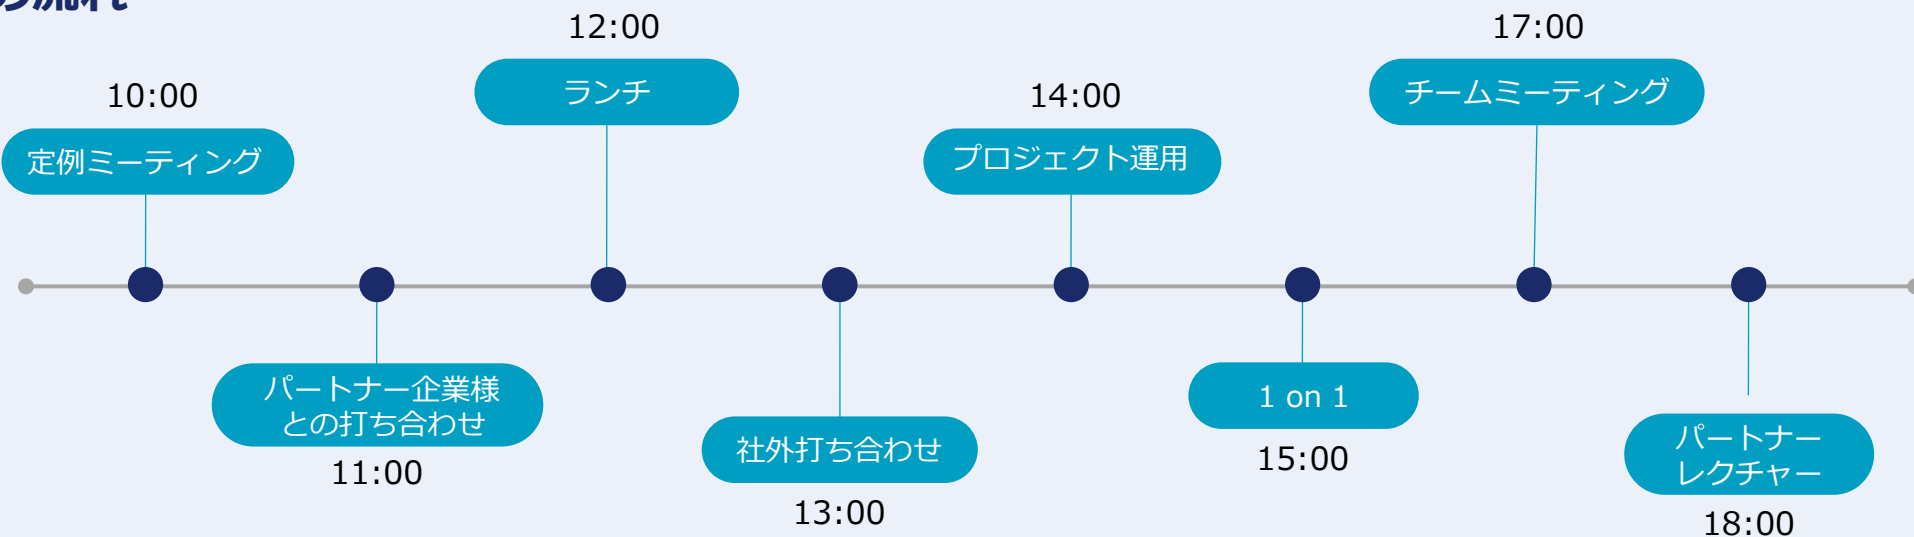 の流れ
10:00
定例ミーティング
パートナー企業様
との打ち合わせ
11:00
12:00
ランチ
社外打ち合わせ
13:00
14:00
プロジェクト運用
1 on 1
15:00
17:00
チームミーティング
パートナー
レクチャー
18:00